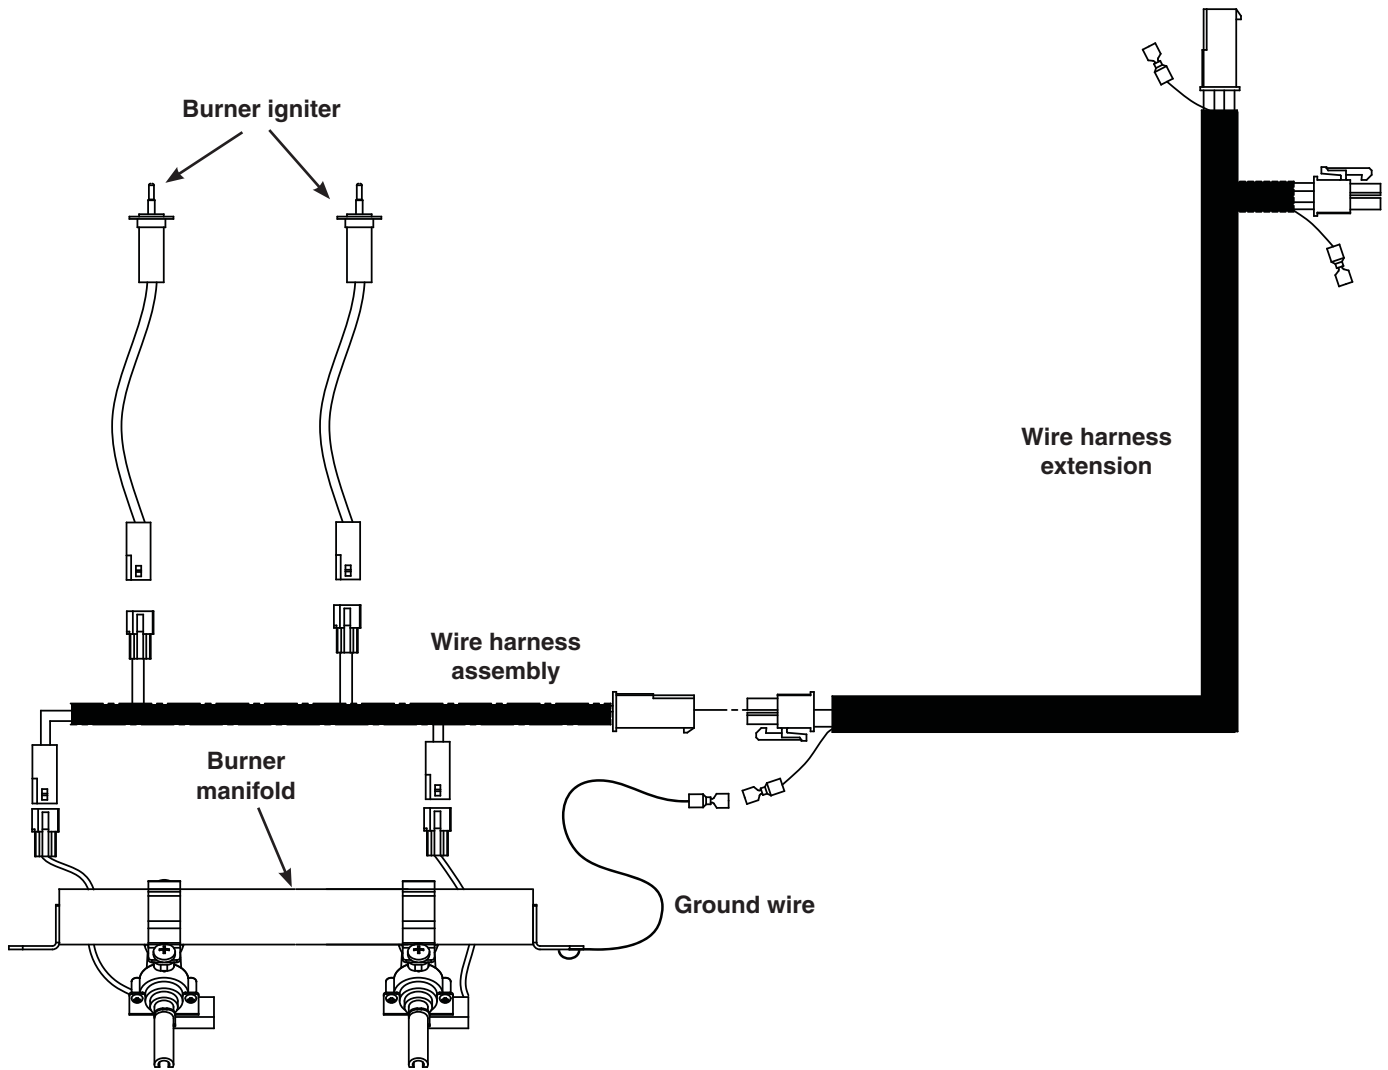 Burner igniter
Wire harness
extension
Wire harness
assembly
Burner
manifold
Ground wire